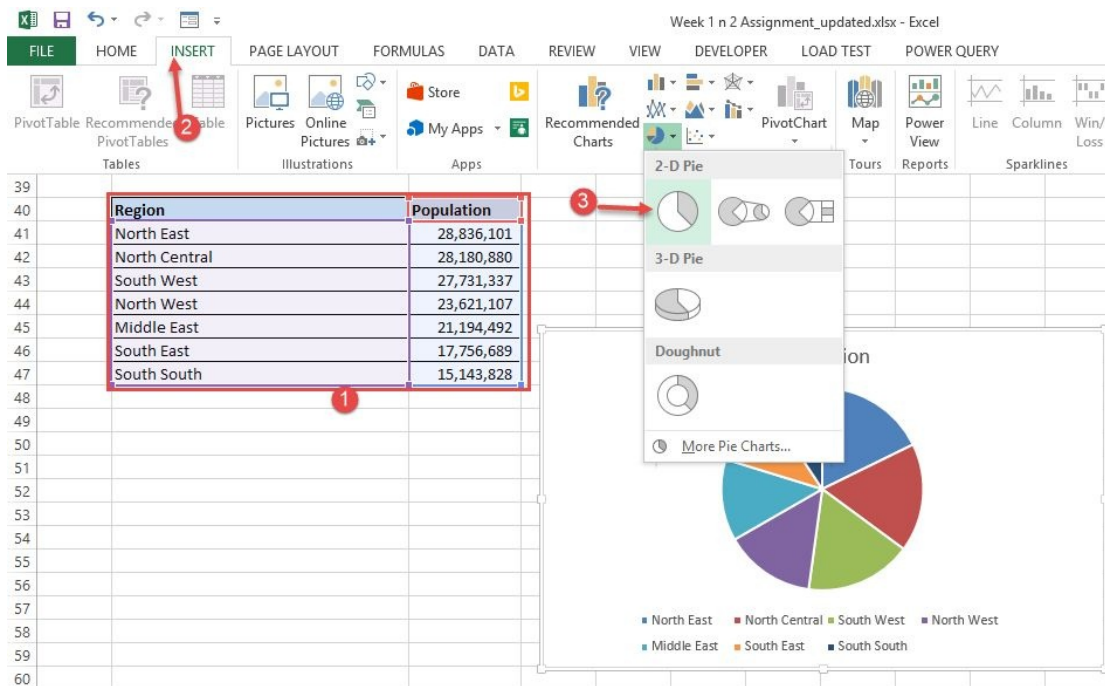 Week 1 n 2 Assignment_updated.xlsx - Excel
FILE HOME INSERT PAGE LAYOUT FORMULAS DATA REVIEW VIEW DEVELOPER LOAD TEST POWER QUERY
PivotTable Recommended Table Pictures Online Store Recommended PivotChart Map Power Line Column Win/
PivotTables Pictures My Apps Charts View Loss
Tables Illustrations Apps Tours Reports Sparklines
2
2-D Pie
3
3-D Pie
Doughnut
More Pie Charts...
39
40 Region Population
41 North East 28,836,101
42 North Central 28,180,880
43 South West 27,731,337
44 North West 23,621,107
45 Middle East 21,194,492
46 South East 17,756,689
47 South South 15,143,828
1
48
49
50
51
52
53
54
55
56
57
58
59
60
ion
North East North Central South West North West
Middle East South East South South